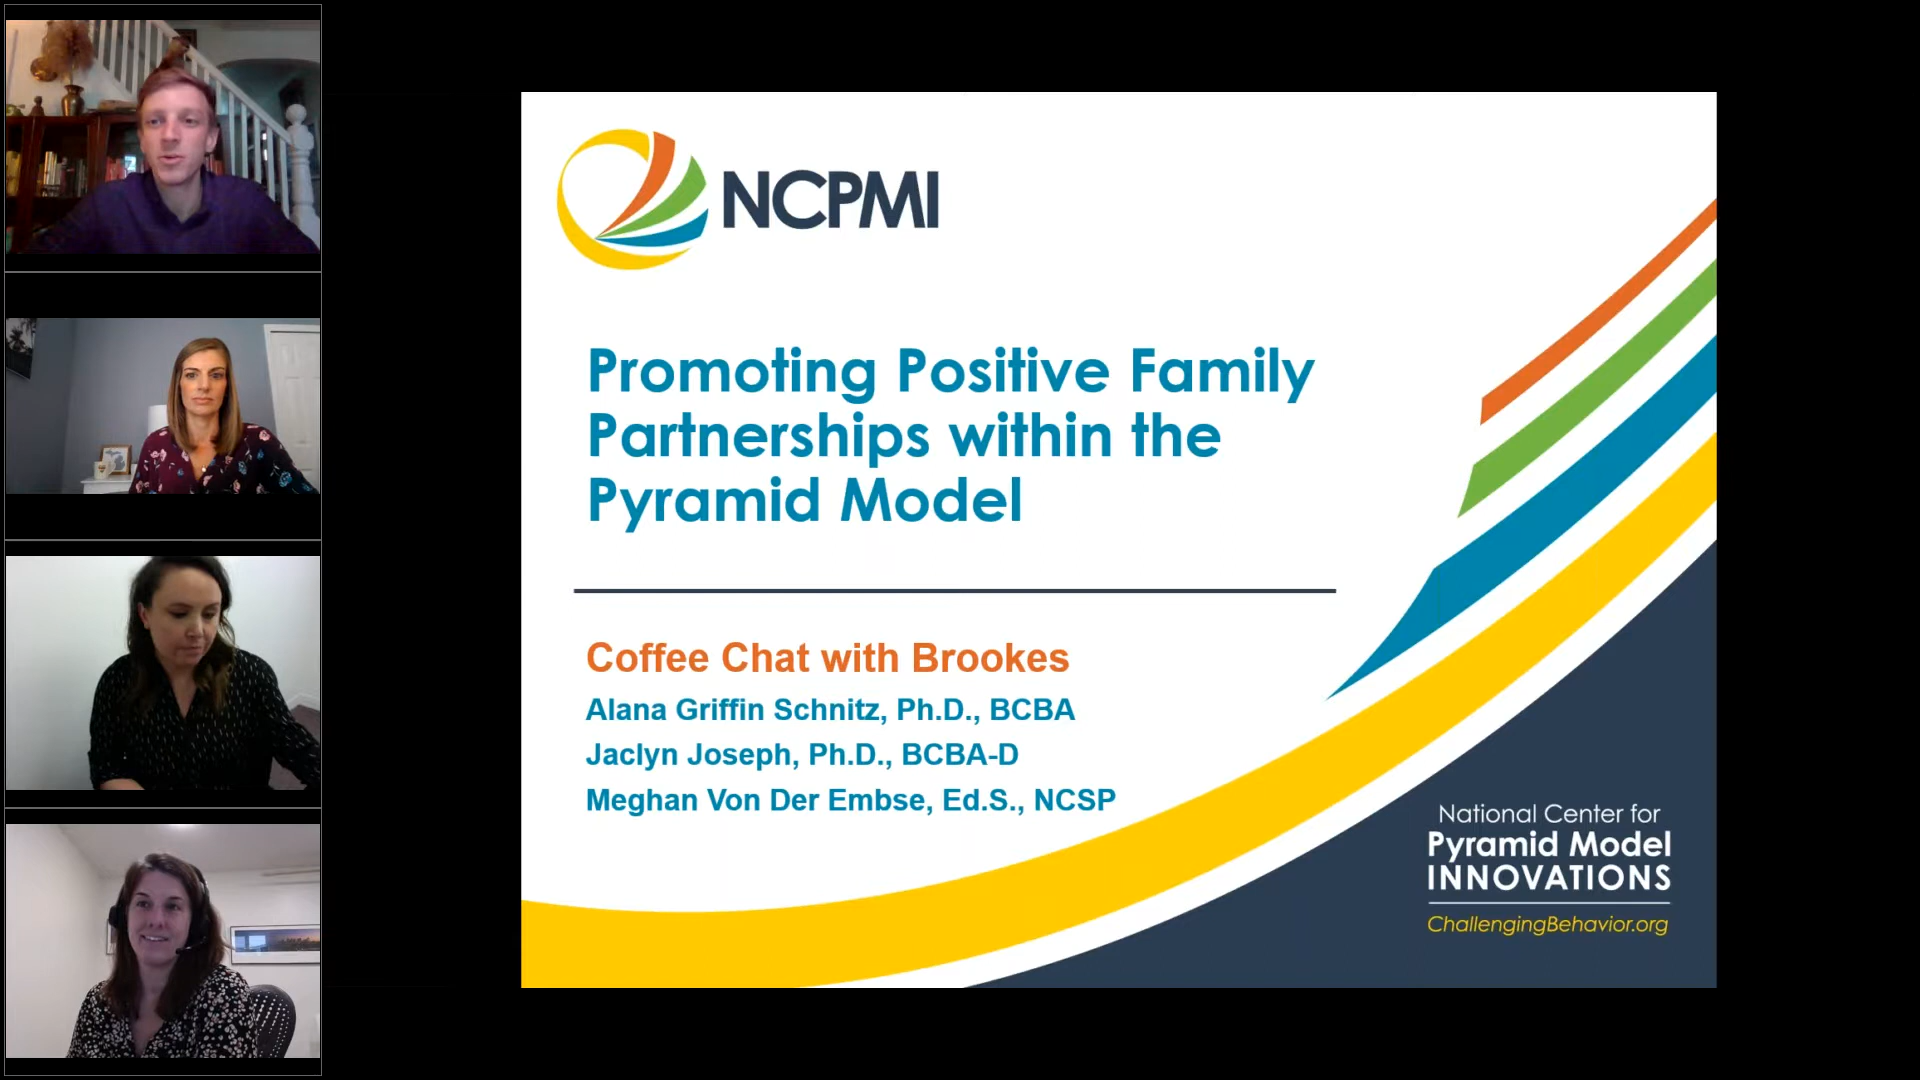 NCPMI
Promoting Positive Family
Partnerships within the
Pyramid Model
Coffee Chat with Brookes
Alana Griffin Schnitz, Ph.D., BCBA
Jaclyn Joseph, Ph.D., BCBA-D
Meghan Von Der Embse, Ed.S., NCSP
National Center for
Pyramid Model
INNOVATIONS
ChallengingBehavior.org